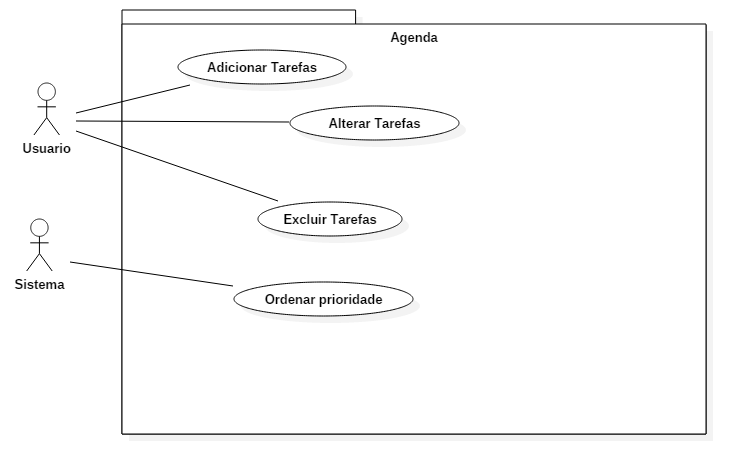 Agenda
Adicionar Tarefas
Alterar Tarefas
Usuario
Excluir Tarefas
Sistema
Ordenar prioridade